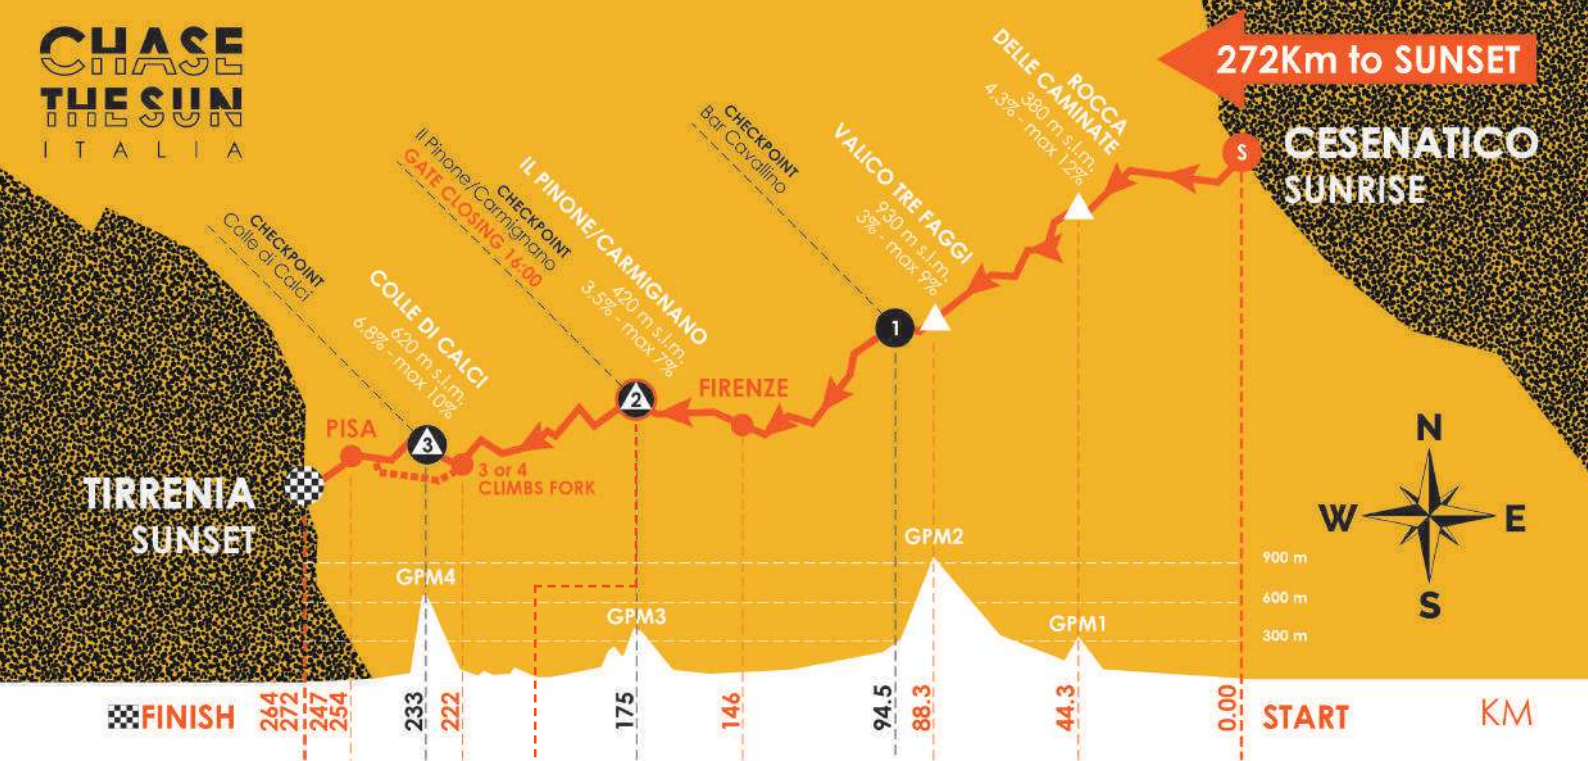 CHASE
THE SUN
ITALIA
272Km to SUNSET
CESENATICO
SUNRISE
S
ROCCA
DELLE CAMINATE
380 m s.l.m.
4,3% - max 12%
VALICO TRE FAGGI
930 m s.l.m.
3% - max 9%
CHECKPOINT
Bar Cavallino
1
IL PINONE/CARMIGNANO
420 m s.l.m.
3.5% - max 7%
CHECKPOINT
Il Pinone/Carmignano
GATE CLOSING 16:00
2
FIRENZE
COLLE DI CALCI
620 m s.l.m.
6,8% - max 10%
CHECKPOINT
Colle di Calci
3
PISA
3 or 4
CLIMBS FORK
TIRRENIA
SUNSET
N
W
E
S
GPM4
GPM3
GPM2
GPM1
900 m
600 m
300 m
FINISH
264
272
247
254
233
222
175
146
94.5
88.3
44.3
0.00
START
KM